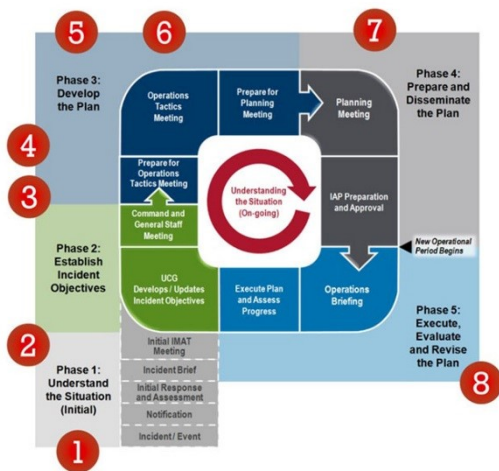 5
6
7
Phase 3:
Develop
the Plan
Operations
Tactics
Meeting
Prepare for
Planning
Meeting
Planning
Meeting
Phase 4:
Prepare and
Disseminate
the Plan
4
3
Prepare for
Operations
Tactics Meeting
Understanding
the Situation
(On-going)
IAP Preparation
and Approval
Command and
General Staff
Meeting
Phase 2:
Establish
Incident
Objectives
New Operational
Period Begins
UCG
Develops / Updates
Incident Objectives
Execute Plan
and Assess
Progress
Operations
Briefing
Phase 5:
Execute,
Evaluate
and Revise
the Plan
2
Phase 1:
Understand
the Situation
(Initial)
Initial IMAT
Meeting
Incident Brief
Initial Response
and Assessment
Notification
Incident / Event
8
1